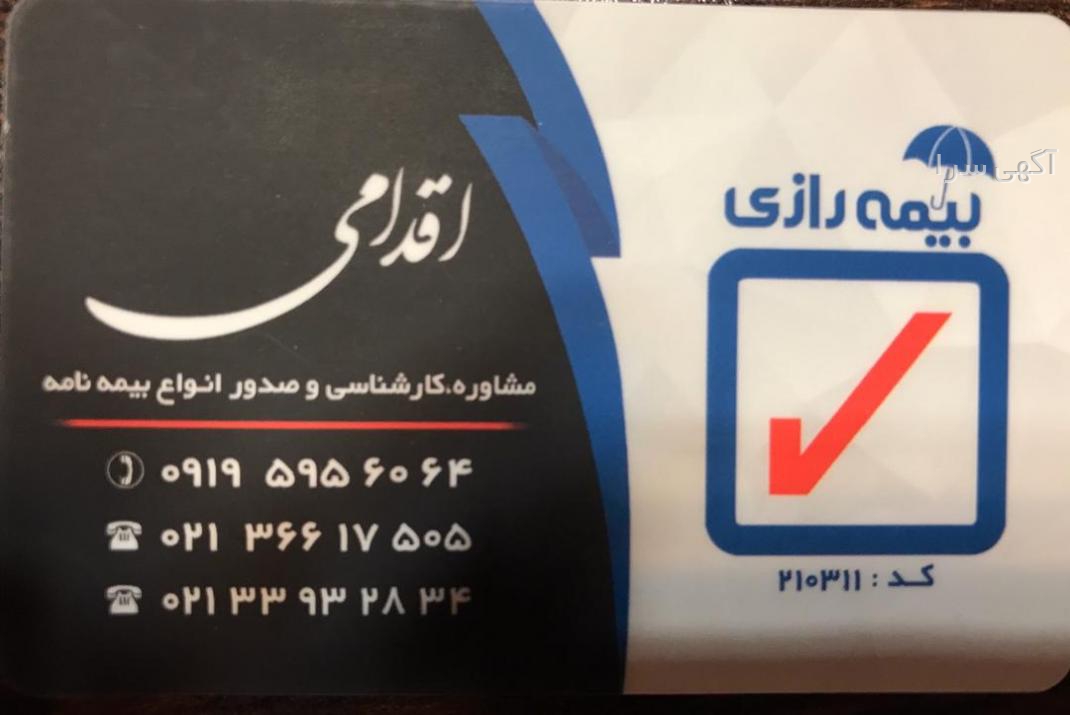 آگهی سرا
بیمه رازی
کد : ۲۱۰۳۱۱
اقدامی
مشاوره،کارشناسی و صدور انواع بیمه نامه
۰۹۱۹ ۵۹۵ ۶۰ ۶۴
۰۲۱ ۳۶۶ ۱۷ ۵۰۵
۰۲۱ ۳۳ ۹۳ ۲۸ ۳۴